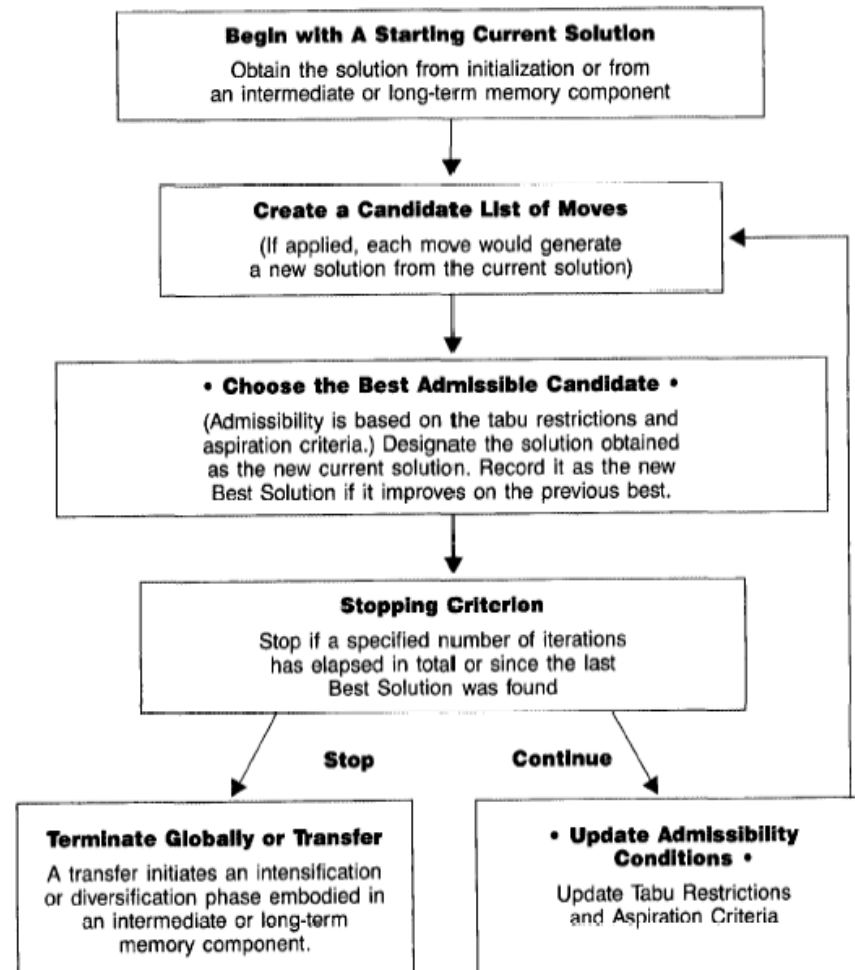 Begin with A Starting Current Solution
Obtain the solution from initialization or from
an intermediate or long-term memory component
Create a Candidate List of Moves
(If applied, each move would generate
a new solution from the current solution)
• Choose the Best Admissible Candidate •
(Admissibility is based on the tabu restrictions and
aspiration criteria.) Designate the solution obtained
as the new current solution. Record it as the new
Best Solution if it improves on the previous best.
Stopping Criterion
Stop if a specified number of iterations
has elapsed in total or since the last
Best Solution was found
Stop
Continue
Terminate Globally or Transfer
A transfer initiates an intensification
or diversification phase embodied in
an intermediate or long-term
memory component.
• Update Admissibility
Conditions •
Update Tabu Restrictions
and Aspiration Criteria